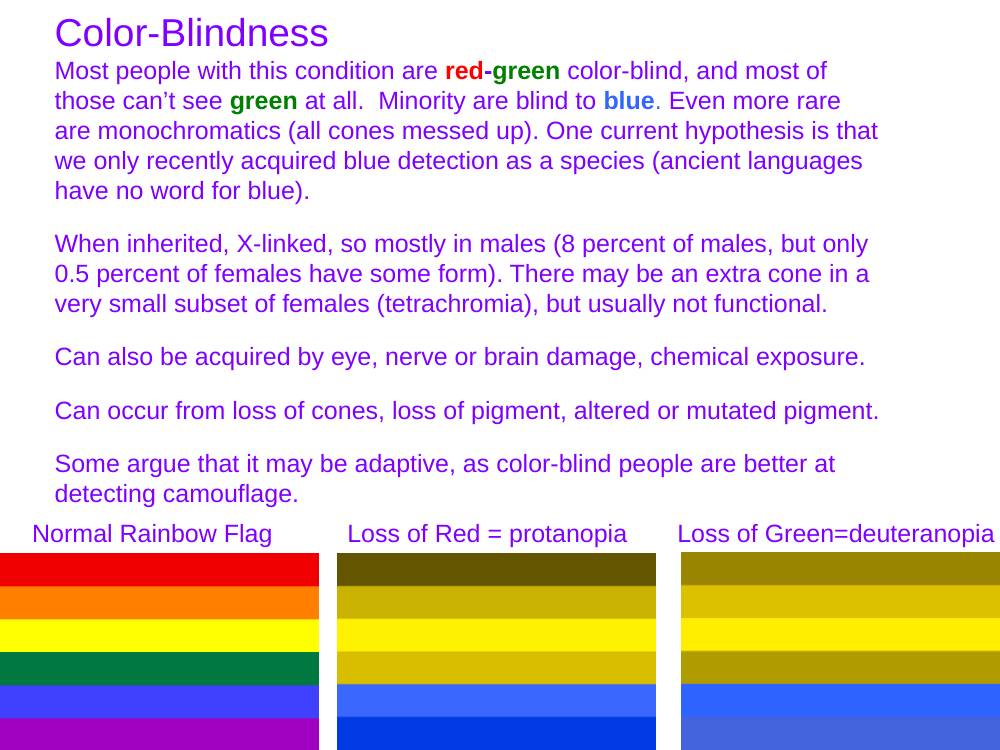 Color-Blindness
Most people with this condition are red-green color-blind, and most of
those can’t see green at all.  Minority are blind to blue. Even more rare
are monochromatics (all cones messed up). One current hypothesis is that
we only recently acquired blue detection as a species (ancient languages
have no word for blue).
When inherited, X-linked, so mostly in males (8 percent of males, but only
0.5 percent of females have some form). There may be an extra cone in a
very small subset of females (tetrachromia), but usually not functional.
Can also be acquired by eye, nerve or brain damage, chemical exposure.
Can occur from loss of cones, loss of pigment, altered or mutated pigment.
Some argue that it may be adaptive, as color-blind people are better at
detecting camouflage.
Normal Rainbow Flag
Loss of Red = protanopia
Loss of Green=deuteranopia